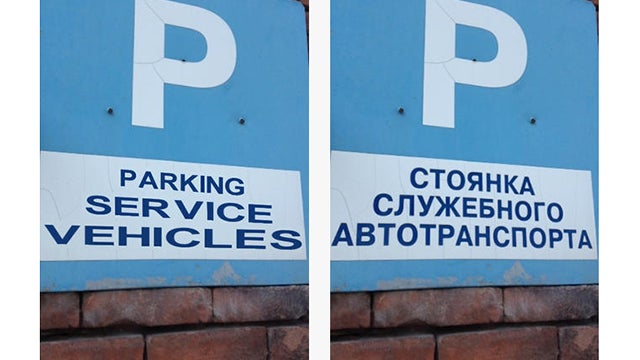 P
PARKING
SERVICE
VEHICLES
P
СТОЯНКА
СЛУЖЕБНОГО
АВТОТРАНСПОРТА